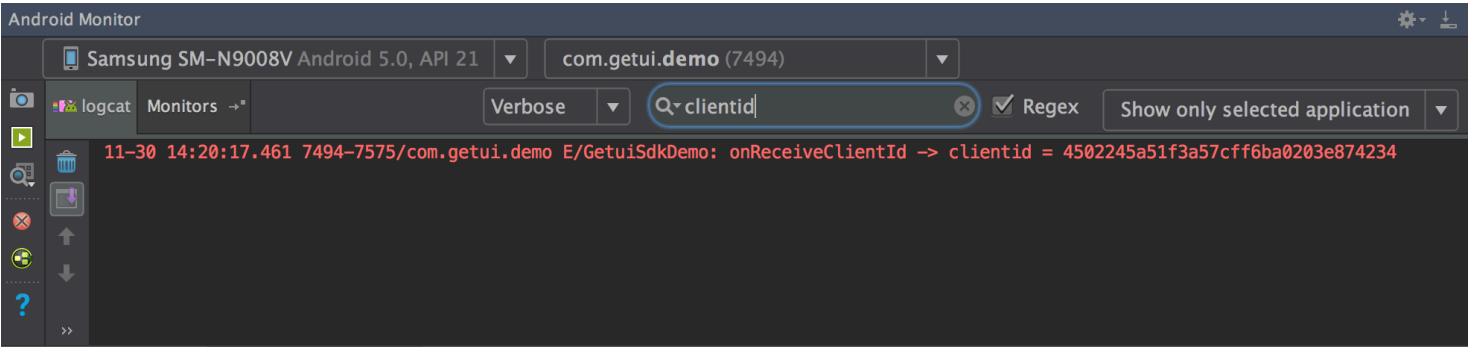 Android Monitor
Samsung SM-N9008V Android 5.0, API 21
com.getui.demo (7494)
logcat
Monitors
Verbose
clientid
Regex
Show only selected application
11-30 14:20:17.461 7494-7575/com.getui.demo E/GetuiSdkDemo: onReceiveClientId -> clientid = 4502245a51f3a57cff6ba0203e874234
?
>>